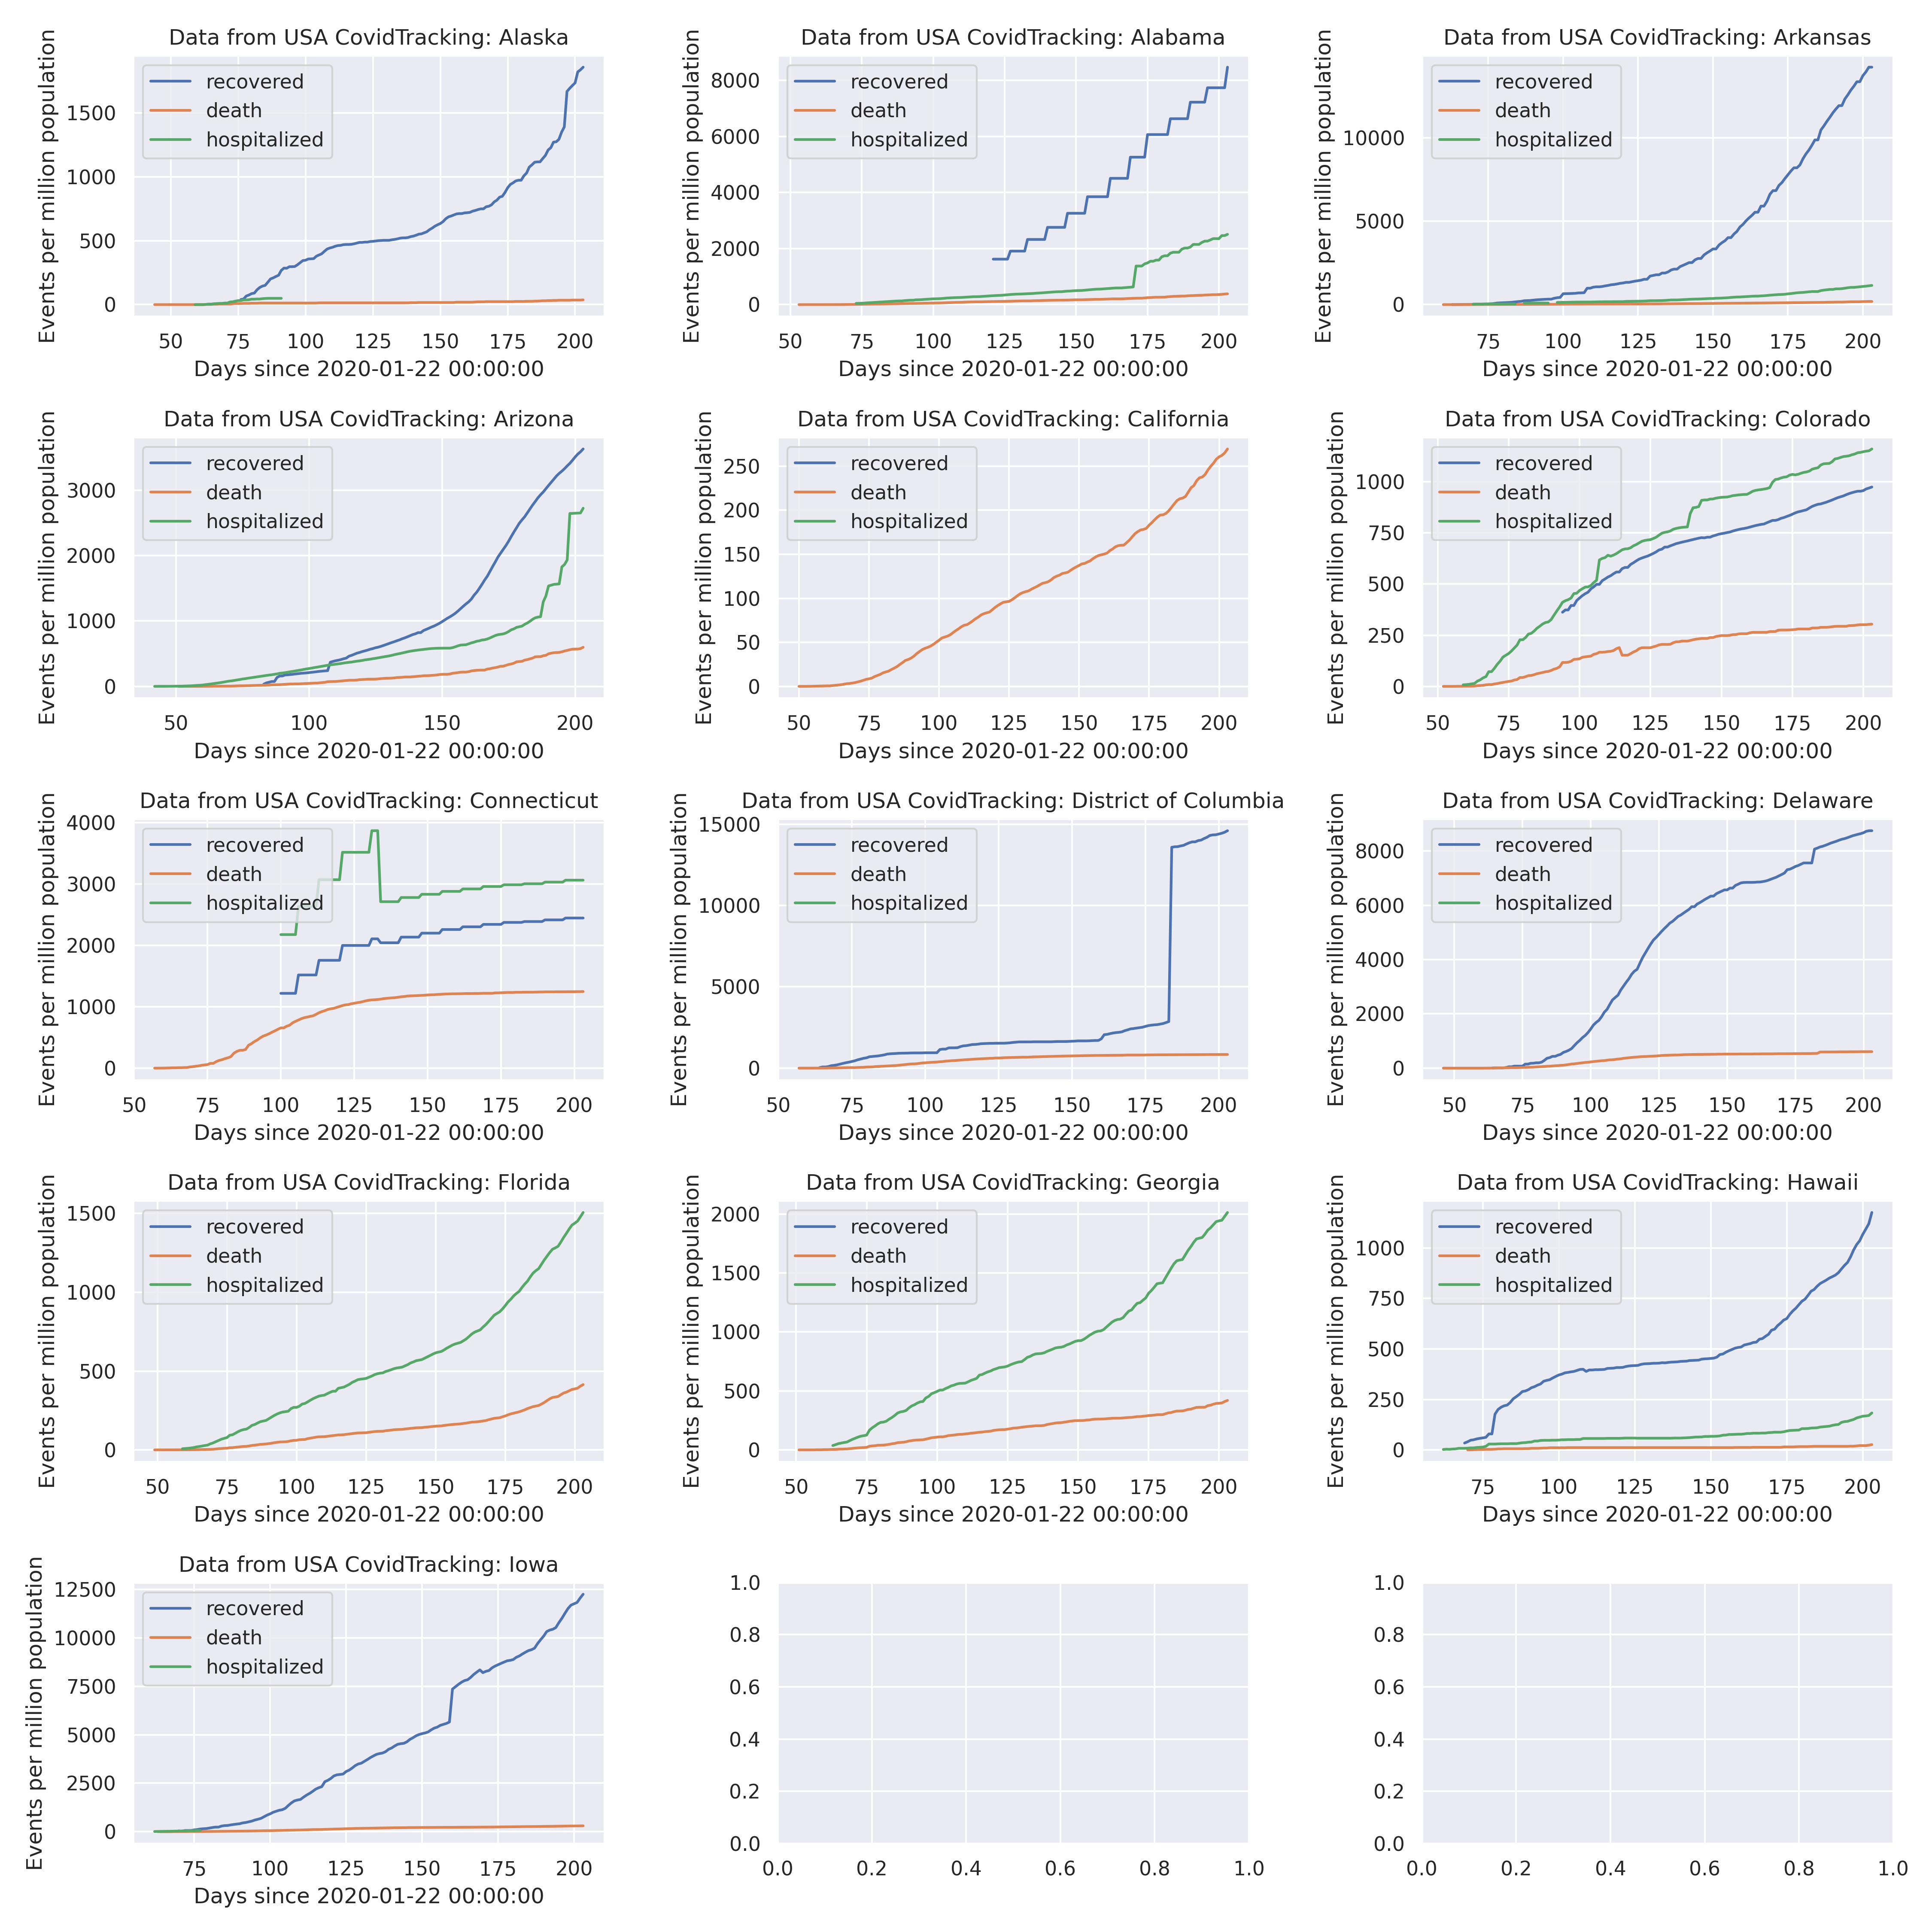 Data from USA CovidTracking: Alaska
Events per million population
1500
1000
500
0
recovered
death
hospitalized
50 75 100 125 150 175 200
Days since 2020-01-22 00:00:00
Data from USA CovidTracking: Alabama
Events per million population
8000
6000
4000
2000
0
recovered
death
hospitalized
50 75 100 125 150 175 200
Days since 2020-01-22 00:00:00
Data from USA CovidTracking: Arkansas
Events per million population
10000
5000
0
recovered
death
hospitalized
75 100 125 150 175 200
Days since 2020-01-22 00:00:00
Data from USA CovidTracking: Arizona
Events per million population
3000
2000
1000
0
recovered
death
hospitalized
50 100 150 200
Days since 2020-01-22 00:00:00
Data from USA CovidTracking: California
Events per million population
250
200
150
100
50
0
recovered
death
hospitalized
50 75 100 125 150 175 200
Days since 2020-01-22 00:00:00
Data from USA CovidTracking: Colorado
Events per million population
1000
750
500
250
0
recovered
death
hospitalized
50 75 100 125 150 175 200
Days since 2020-01-22 00:00:00
Data from USA CovidTracking: Connecticut
Events per million population
4000
3000
2000
1000
0
recovered
death
hospitalized
50 75 100 125 150 175 200
Days since 2020-01-22 00:00:00
Data from USA CovidTracking: District of Columbia
Events per million population
15000
10000
5000
0
recovered
death
hospitalized
50 75 100 125 150 175 200
Days since 2020-01-22 00:00:00
Data from USA CovidTracking: Delaware
Events per million population
8000
6000
4000
2000
0
recovered
death
hospitalized
50 75 100 125 150 175 200
Days since 2020-01-22 00:00:00
Data from USA CovidTracking: Florida
Events per million population
1500
1000
500
0
recovered
death
hospitalized
50 75 100 125 150 175 200
Days since 2020-01-22 00:00:00
Data from USA CovidTracking: Georgia
Events per million population
2000
1500
1000
500
0
recovered
death
hospitalized
50 75 100 125 150 175 200
Days since 2020-01-22 00:00:00
Data from USA CovidTracking: Hawaii
Events per million population
1000
750
500
250
0
recovered
death
hospitalized
75 100 125 150 175 200
Days since 2020-01-22 00:00:00
Data from USA CovidTracking: Iowa
Events per million population
12500
10000
7500
5000
2500
0
recovered
death
hospitalized
75 100 125 150 175 200
Days since 2020-01-22 00:00:00
1.0
0.8
0.6
0.4
0.2
0.0
0.0 0.2 0.4 0.6 0.8 1.0
1.0
0.8
0.6
0.4
0.2
0.0
0.0 0.2 0.4 0.6 0.8 1.0